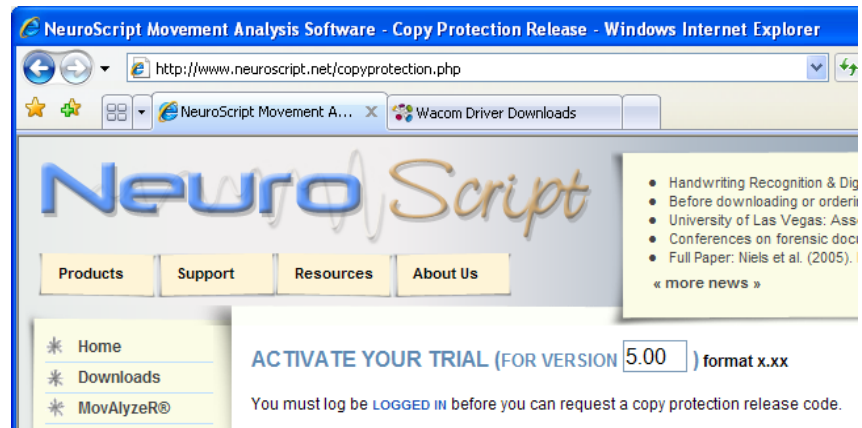 NeuroScript Movement Analysis Software - Copy Protection Release - Windows Internet Explorer
http://www.neuroscript.net/copyprotection.php
NeuroScript Movement A... X Wacom Driver Downloads
Neuro Script
Handwriting Recognition & Dig
Before downloading or orderin
University of Las Vegas: Ass
Conferences on forensic doc
Full Paper: Niels et al. (2005).
« more news »
Products Support Resources About Us
Home
Downloads
MovAlyzeR®
ACTIVATE YOUR TRIAL (FOR VERSION 5.00 ) format x.xx
You must log be LOGGED IN before you can request a copy protection release code.